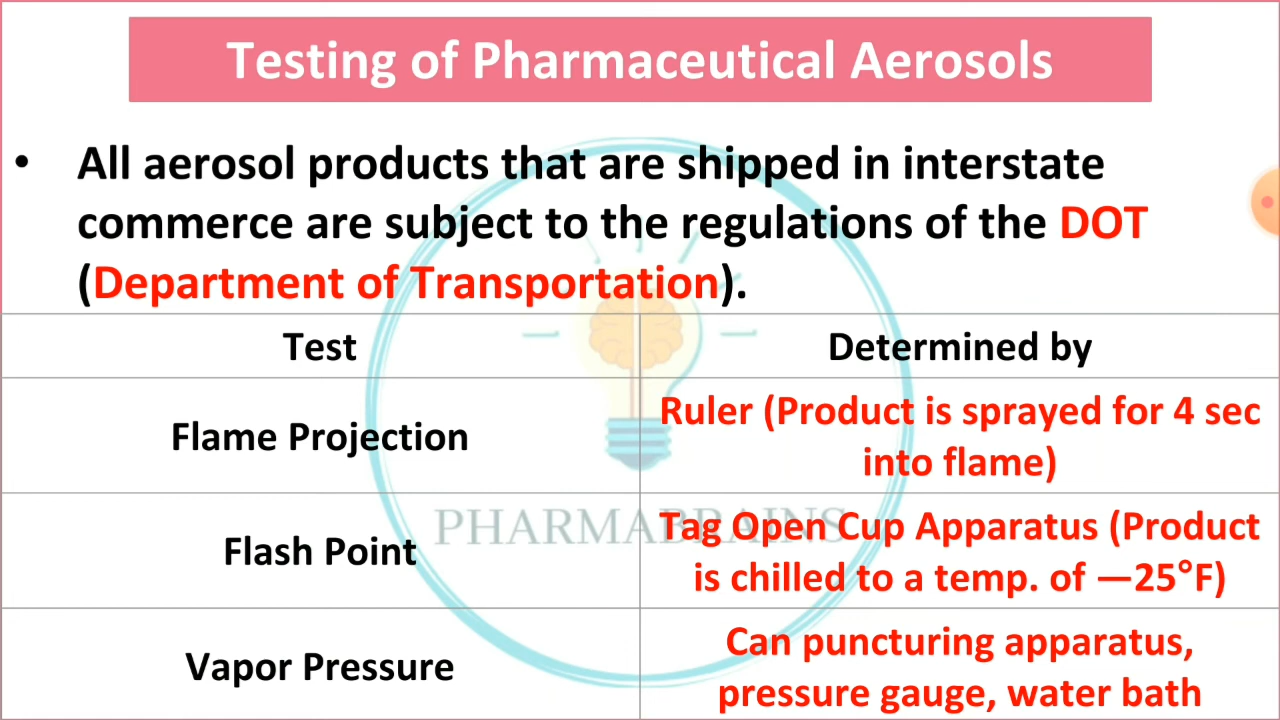 Testing of Pharmaceutical Aerosols
• All aerosol products that are shipped in interstate
commerce are subject to the regulations of the DOT
(Department of Transportation).
Test Determined by
Flame Projection
Ruler (Product is sprayed for 4 sec
into flame)
Flash Point
Tag Open Cup Apparatus (Product
is chilled to a temp. of —25°F)
Vapor Pressure
Can puncturing apparatus,
pressure gauge, water bath
PHARMABRAINS